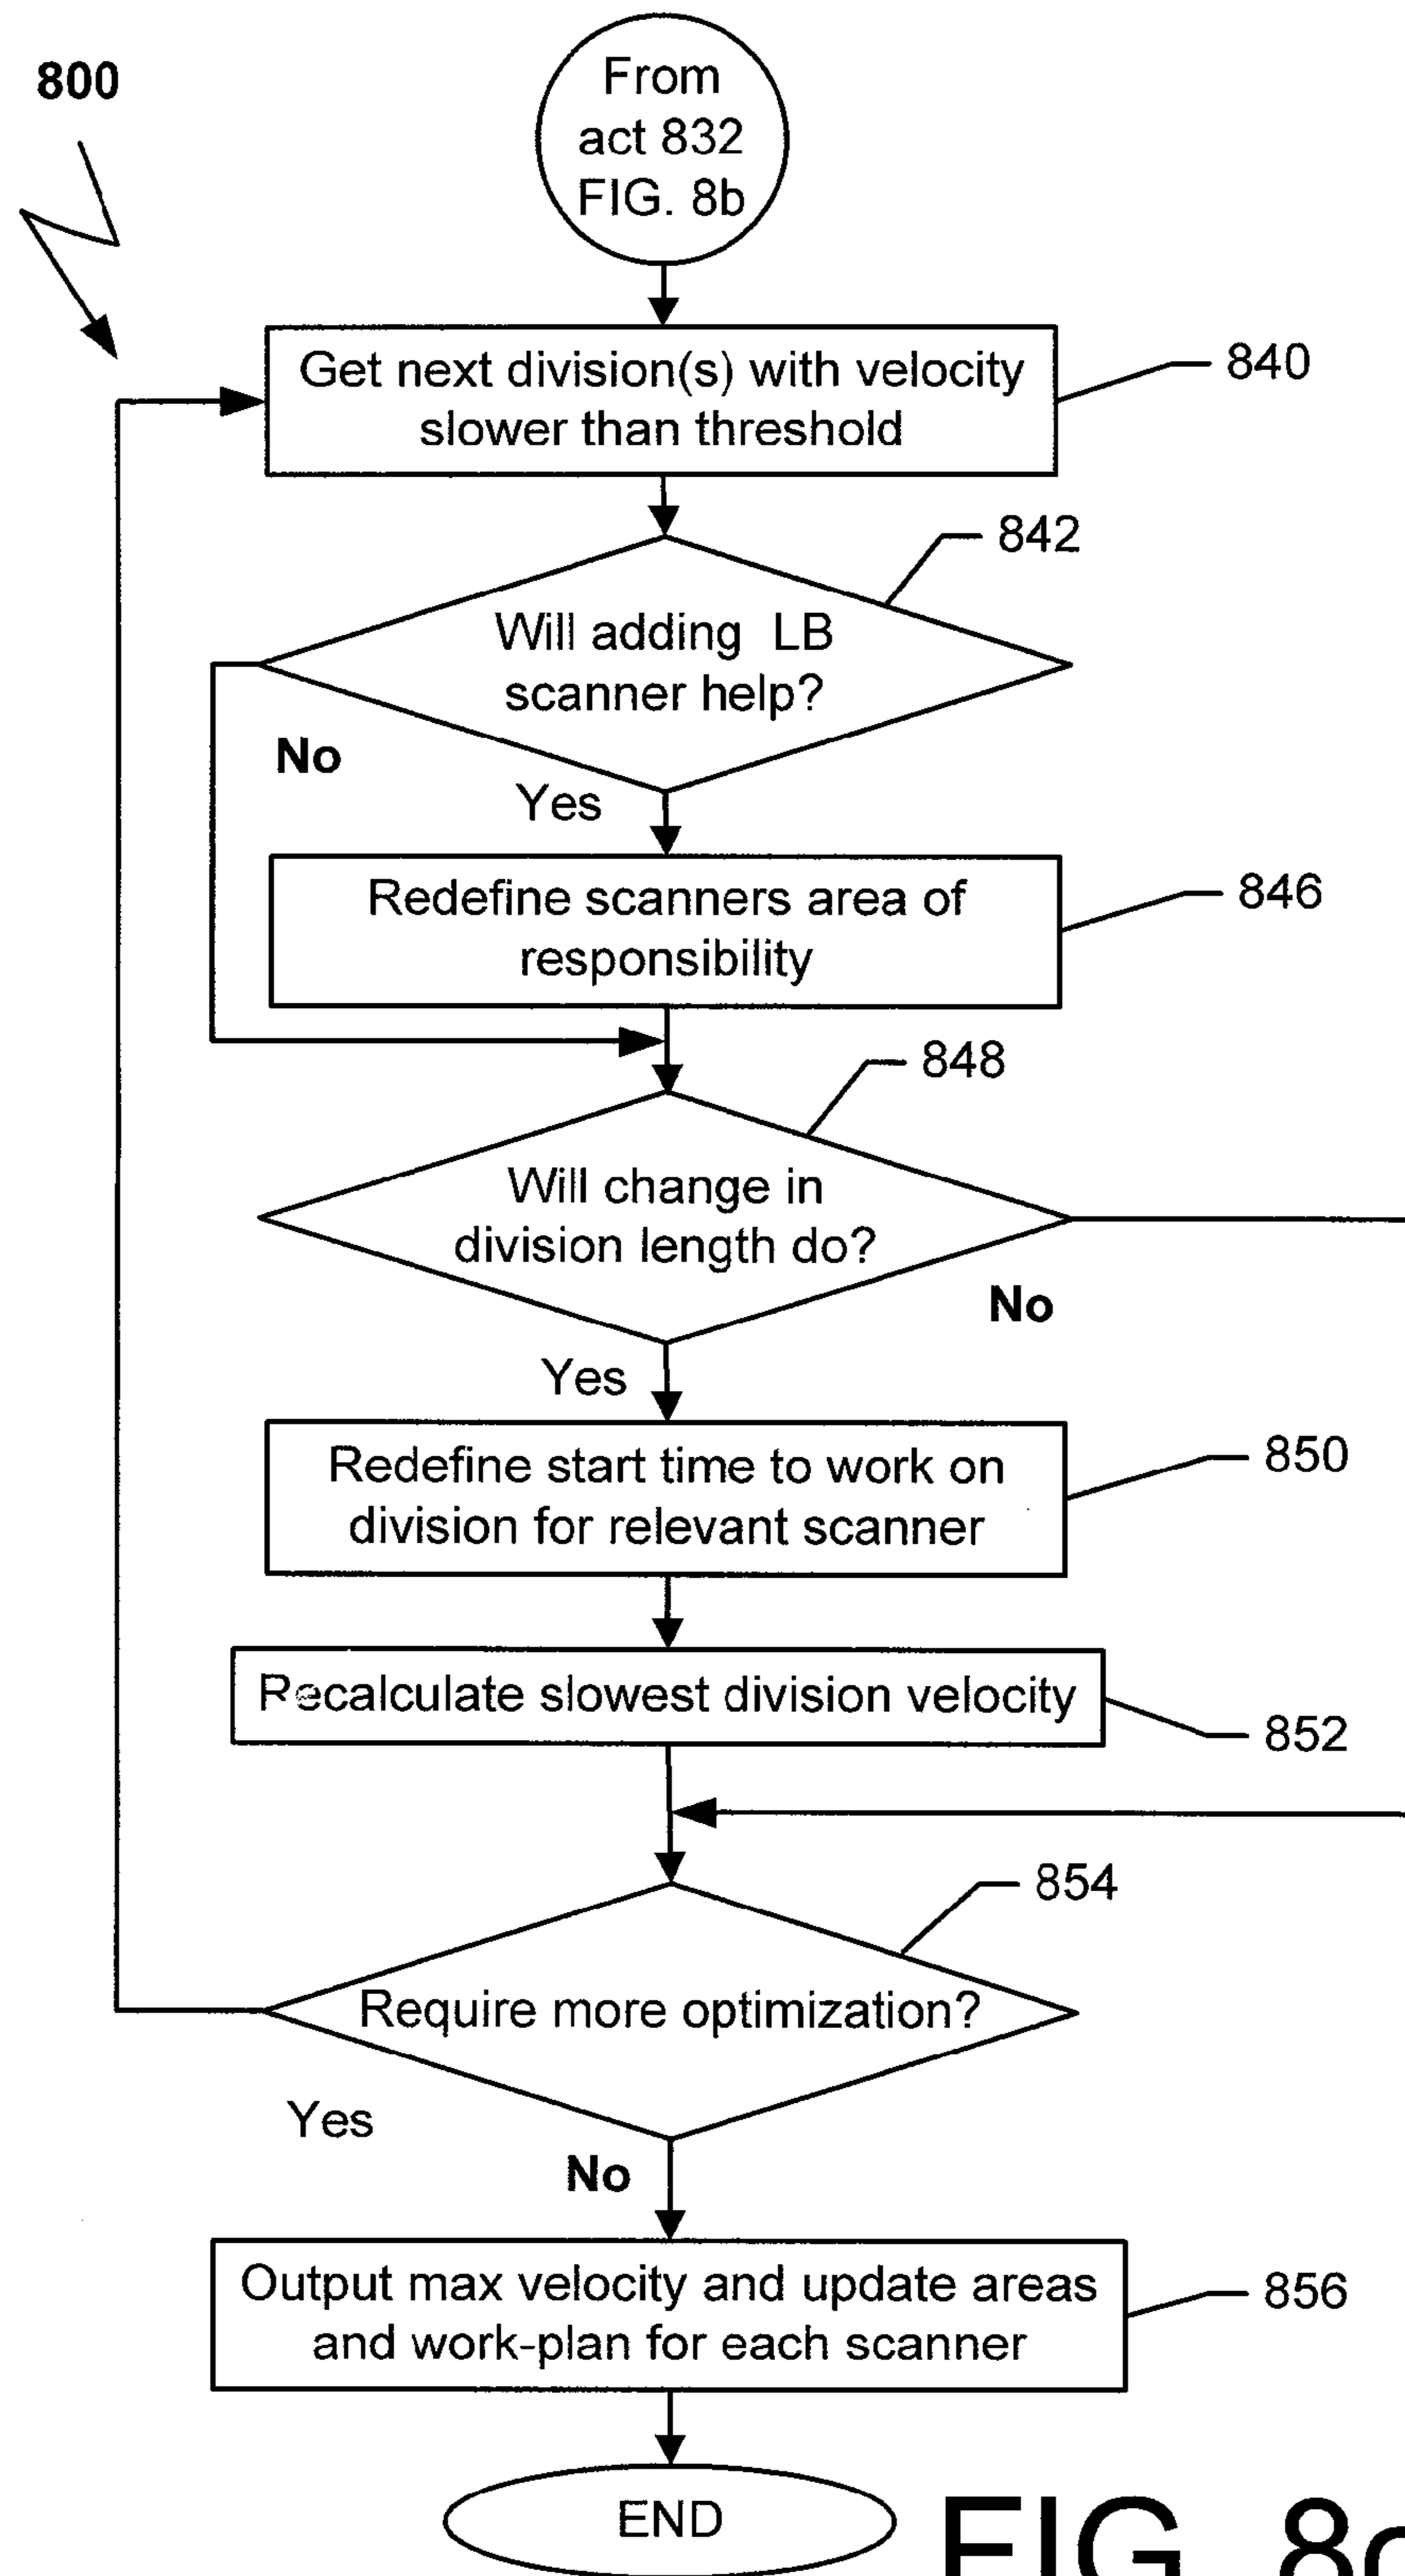 800
From
act 832
FIG. 8b
Get next division(s) with velocity
slower than threshold
840
842
Will adding LB
scanner help?
No
Yes
Redefine scanners area of
responsibility
846
848
Will change in
division length do?
No
Yes
Redefine start time to work on
division for relevant scanner
850
Recalculate slowest division velocity
852
854
Require more optimization?
Yes
No
Output max velocity and update areas
and work-plan for each scanner
856
END
FIG. 8c